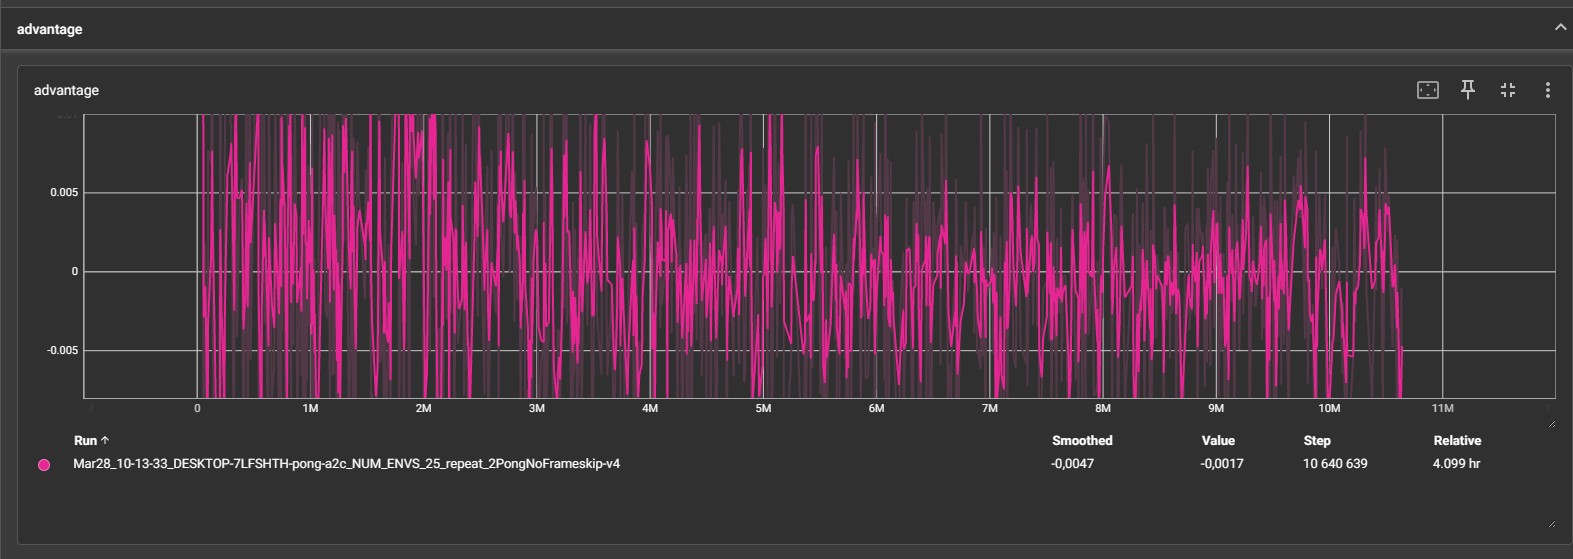 advantage
advantage
0.005
0
-0.005
0 1M 2M 3M 4M 5M 6M 7M 8M 9M 10M 11M
Run ↑ Smoothed Value Step Relative
Mar28_10-13-33_DESKTOP-7LFSHTH-pong-a2c_NUM_ENVS_25_repeat_2PongNoFrameskip-v4 -0,0047 -0,0017 10 640 639 4.099 hr